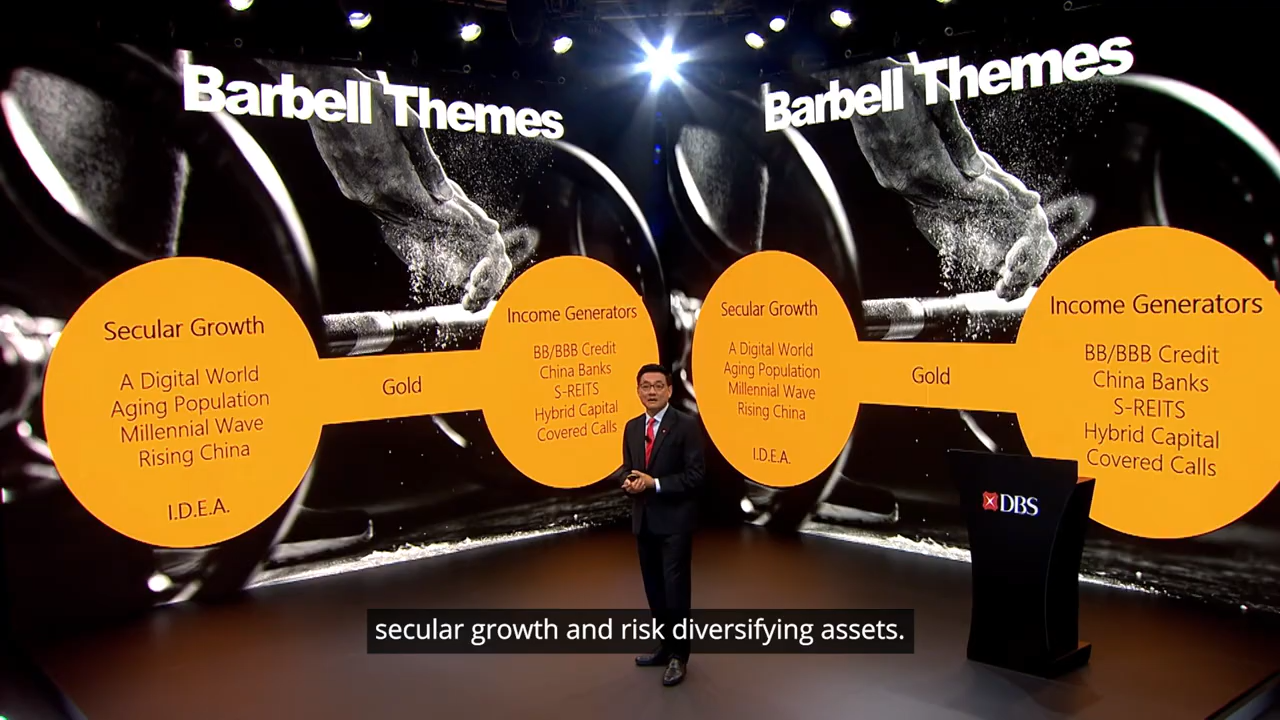 Barbell Themes
Secular Growth
A Digital World
Aging Population
Millennial Wave
Rising China
I.D.E.A.
Gold
Income Generators
BB/BBB Credit
China Banks
S-REITS
Hybrid Capital
Covered Calls
Barbell Themes
Secular Growth
A Digital World
Aging Population
Millennial Wave
Rising China
I.D.E.A.
Gold
Income Generators
BB/BBB Credit
China Banks
S-REITS
Hybrid Capital
Covered Calls
DBS
secular growth and risk diversifying assets.